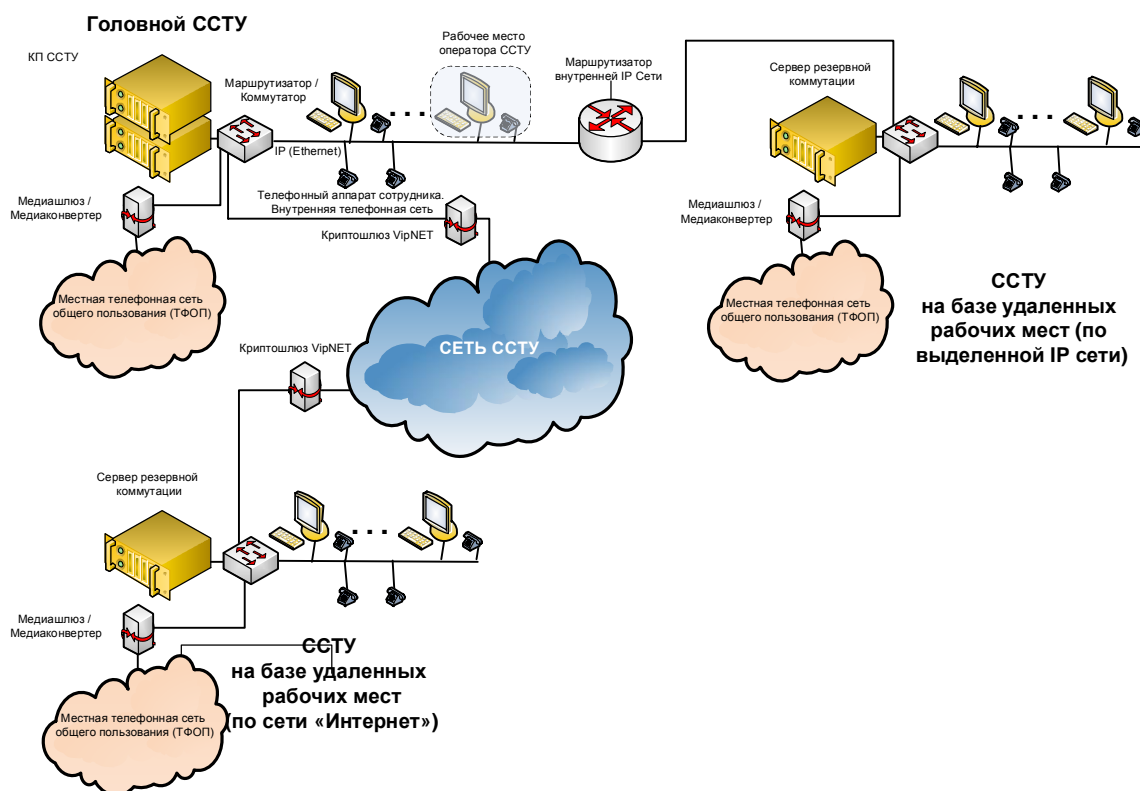 Головной ССТУ
КП ССТУ
Маршрутизатор /
Коммутатор
Рабочее место
оператора ССТУ
Маршрутизатор
внутренней IP Сети
Сервер резервной
коммутации
IP (Ethernet)
Медиашлюз /
Медиаконвертер
Телефонный аппарат сотрудника.
Внутренняя телефонная сеть
Криптошлюз VipNET
Медиашлюз /
Медиаконвертер
Местная телефонная сеть
общего пользования (ТФОП)
Местная телефонная сеть
общего пользования (ТФОП)
ССТУ
на базе удаленных
рабочих мест (по
выделенной IP сети)
Криптошлюз VipNET
СЕТЬ ССТУ
Сервер резервной
коммутации
Медиашлюз /
Медиаконвертер
ССТУ
на базе удаленных
рабочих мест
(по сети «Интернет»)
Местная телефонная сеть
общего пользования (ТФОП)